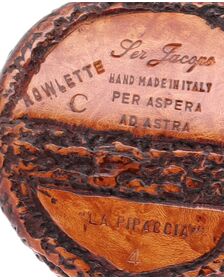 Ser Jacopo
ROWLETTE
HAND MADE IN ITALY
C
PER ASPERA
AD ASTRA
"LA PIPACCIA"
4